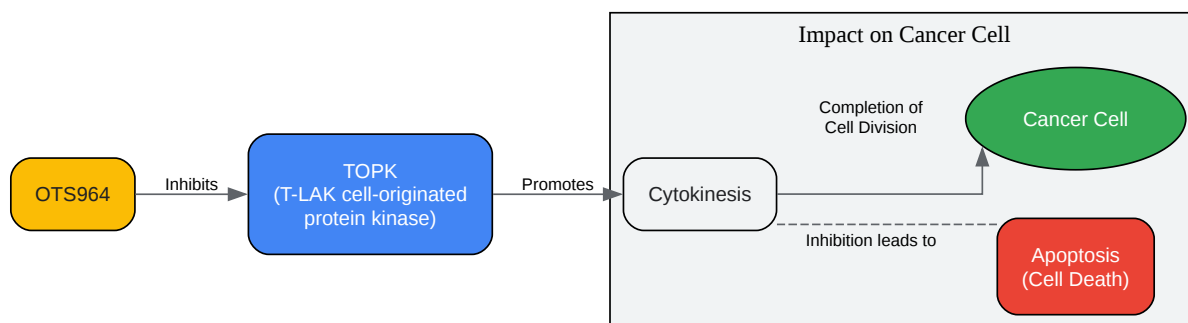 Impact on Cancer Cell
OTS964
Inhibits
TOPK
(T-LAK cell-originated
protein kinase)
Promotes
Cytokinesis
Completion of
Cell Division
Cancer Cell
Inhibition leads to
Apoptosis
(Cell Death)